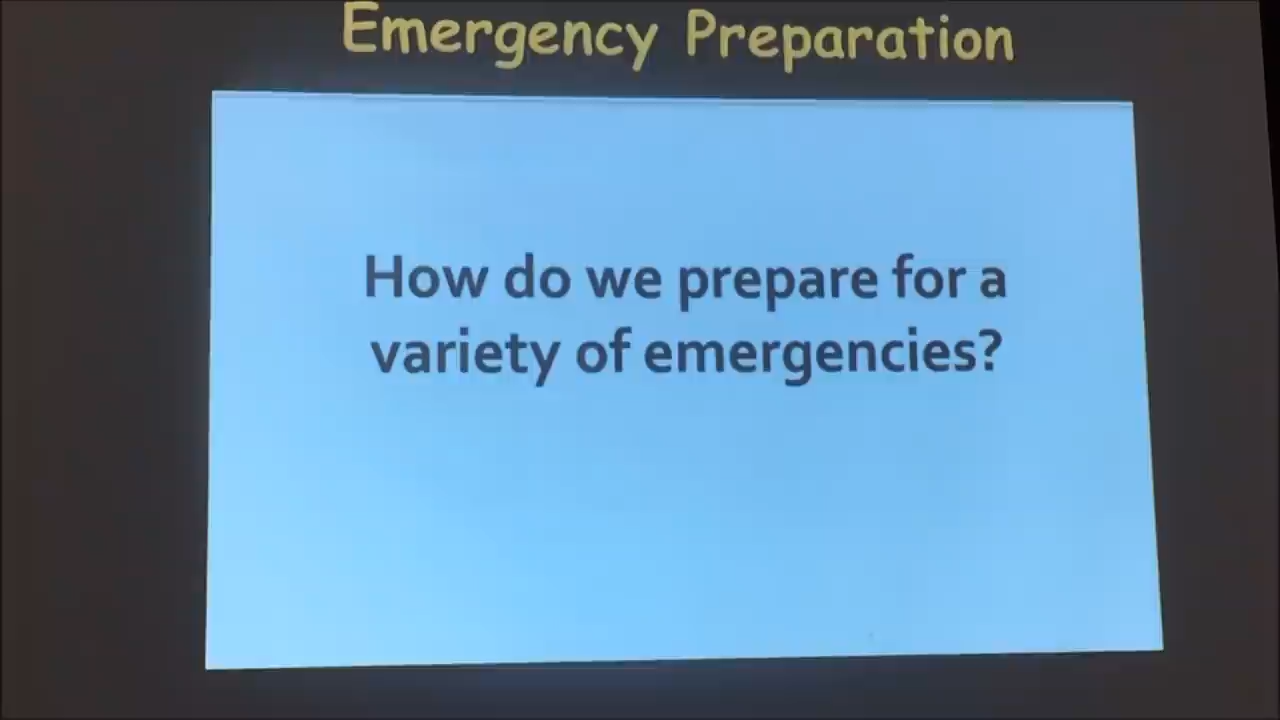 Emergency Preparation
How do we prepare for a
variety of emergencies?